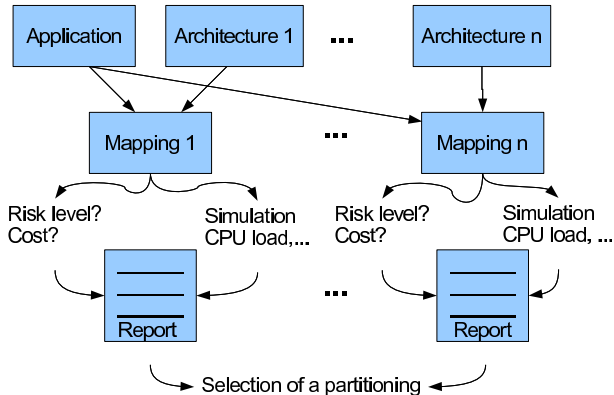 Application
Architecture 1
...
Architecture n
Mapping 1
...
Mapping n
Risk level?
Cost?
Simulation
CPU load,...
Risk level?
Cost?
Simulation
CPU load,...
Report
...
Report
Selection of a partitioning